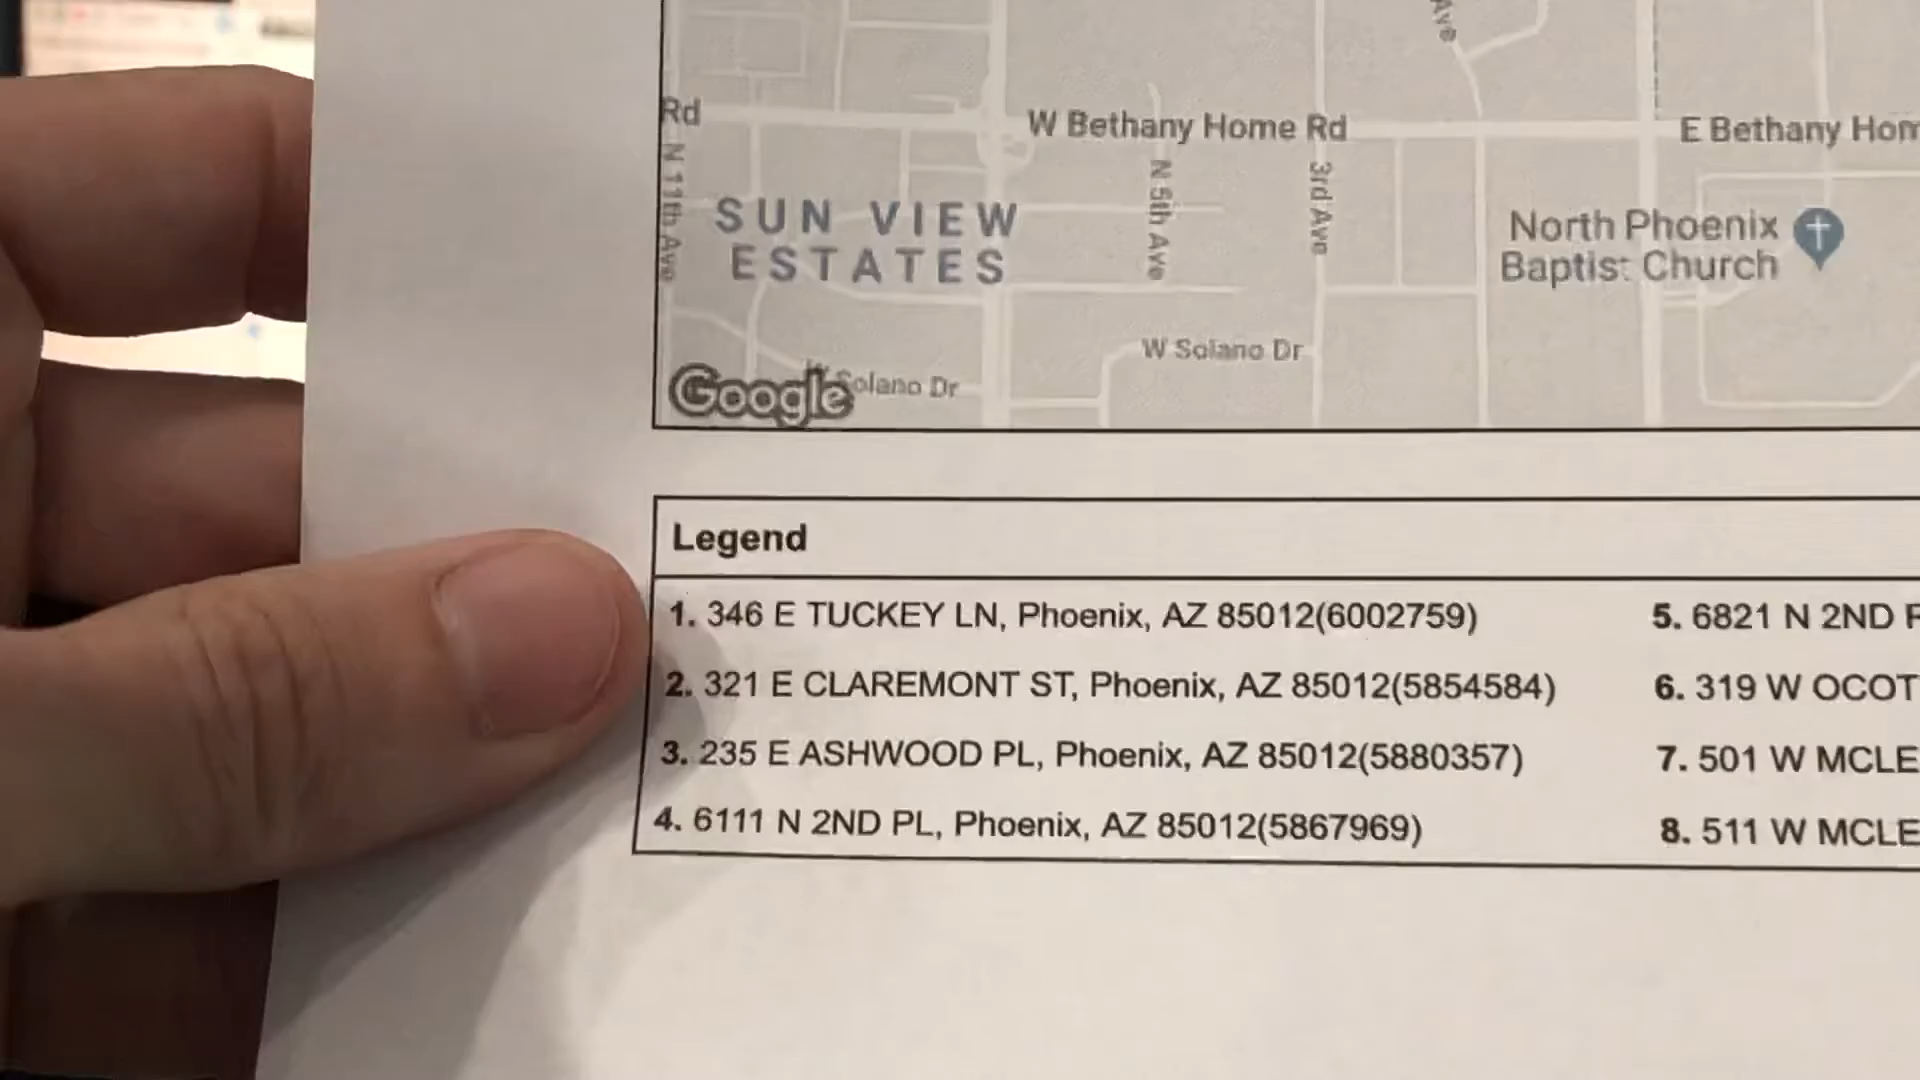 Ave
Rd
W Bethany Home Rd
E Bethany Hom
N 11th Ave
N 5th Ave
3rd Ave
SUN VIEW
ESTATES
North Phoenix
Baptist Church
W Solano Dr
W Solano Dr
Google
Legend
1. 346 E TUCKEY LN, Phoenix, AZ 85012(6002759)
5. 6821 N 2ND P
2. 321 E CLAREMONT ST, Phoenix, AZ 85012(5854584)
6. 319 W OCOT
3. 235 E ASHWOOD PL, Phoenix, AZ 85012(5880357)
7. 501 W MCLE
4. 6111 N 2ND PL, Phoenix, AZ 85012(5867969)
8. 511 W MCLE